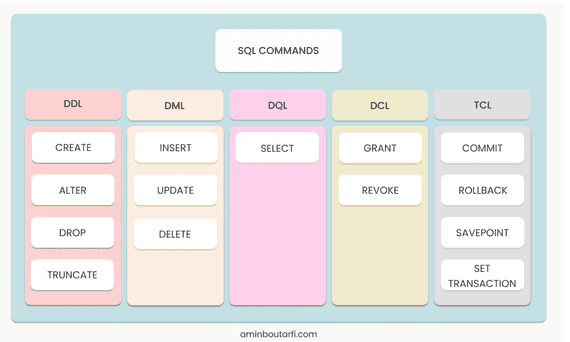 SQL COMMANDS
DDL
DML
DQL
DCL
TCL
CREATE
INSERT
SELECT
GRANT
COMMIT
ALTER
UPDATE
REVOKE
ROLLBACK
DROP
DELETE
SAVEPOINT
TRUNCATE
SET
TRANSACTION
aminboutarfi.com